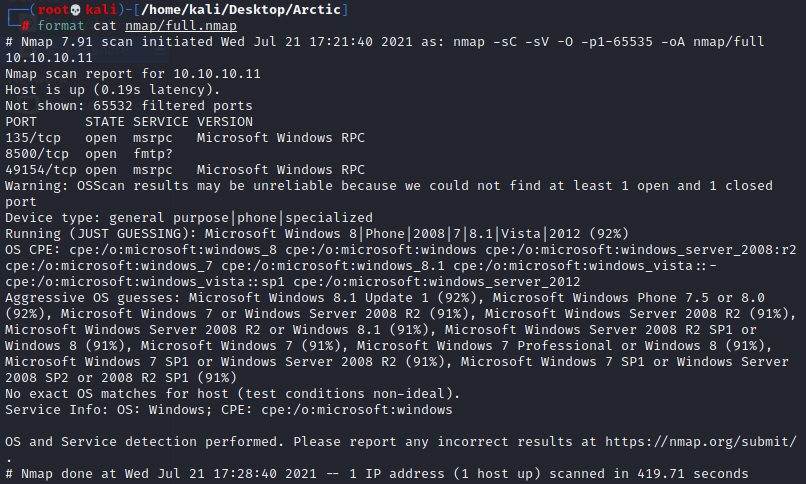 ┌──(root💀kali)-[/home/kali/Desktop/Arctic]
└─# format cat nmap/full.nmap
# Nmap 7.91 scan initiated Wed Jul 21 17:21:40 2021 as: nmap -sC -sV -O -p1-65535 -oA nmap/full
10.10.10.11
Nmap scan report for 10.10.10.11
Host is up (0.19s latency).
Not shown: 65532 filtered ports
PORT      STATE SERVICE VERSION
135/tcp   open  msrpc   Microsoft Windows RPC
8500/tcp  open  fmtp?
49154/tcp open  msrpc   Microsoft Windows RPC
Warning: OSScan results may be unreliable because we could not find at least 1 open and 1 closed
port
Device type: general purpose|phone|specialized
Running (JUST GUESSING): Microsoft Windows 8|Phone|2008|7|8.1|Vista|2012 (92%)
OS CPE: cpe:/o:microsoft:windows_8 cpe:/o:microsoft:windows cpe:/o:microsoft:windows_server_2008:r2
cpe:/o:microsoft:windows_7 cpe:/o:microsoft:windows_8.1 cpe:/o:microsoft:windows_vista::-
cpe:/o:microsoft:windows_vista::sp1 cpe:/o:microsoft:windows_server_2012
Aggressive OS guesses: Microsoft Windows 8.1 Update 1 (92%), Microsoft Windows Phone 7.5 or 8.0
(92%), Microsoft Windows 7 or Windows Server 2008 R2 (91%), Microsoft Windows Server 2008 R2 (91%),
Microsoft Windows Server 2008 R2 or Windows 8.1 (91%), Microsoft Windows Server 2008 R2 SP1 or
Windows 8 (91%), Microsoft Windows 7 (91%), Microsoft Windows 7 Professional or Windows 8 (91%),
Microsoft Windows 7 SP1 or Windows Server 2008 R2 (91%), Microsoft Windows 7 SP1 or Windows Server
2008 SP2 or 2008 R2 SP1 (91%)
No exact OS matches for host (test conditions non-ideal).
Service Info: OS: Windows; CPE: cpe:/o:microsoft:windows

OS and Service detection performed. Please report any incorrect results at https://nmap.org/submit/
.
# Nmap done at Wed Jul 21 17:28:40 2021 -- 1 IP address (1 host up) scanned in 419.71 seconds